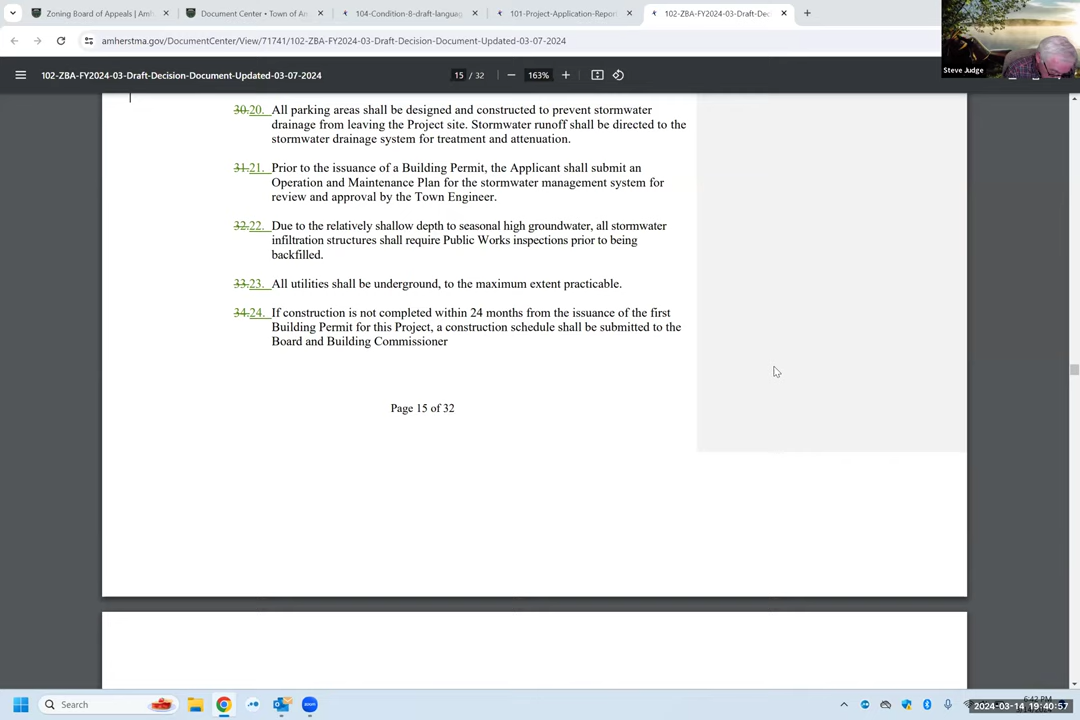 Zoning Board of Appeals | Amh
Document Center • Town of Am
104-Condition-8-draft-languag
101-Project-Application-Repor
102-ZBA-FY2024-03-Draft-Dec
amherstma.gov/DocumentCenter/View/71741/102-ZBA-FY2024-03-Draft-Decision-Document-Updated-03-07-2024
102-ZBA-FY2024-03-Draft-Decision-Document-Updated-03-07-2024
15 / 32
163%
Steve Judge
30.20. All parking areas shall be designed and constructed to prevent stormwater
drainage from leaving the Project site. Stormwater runoff shall be directed to the
stormwater drainage system for treatment and attenuation.
31.21. Prior to the issuance of a Building Permit, the Applicant shall submit an
Operation and Maintenance Plan for the stormwater management system for
review and approval by the Town Engineer.
32.22. Due to the relatively shallow depth to seasonal high groundwater, all stormwater
infiltration structures shall require Public Works inspections prior to being
backfilled.
33.23. All utilities shall be underground, to the maximum extent practicable.
34.24. If construction is not completed within 24 months from the issuance of the first
Building Permit for this Project, a construction schedule shall be submitted to the
Board and Building Commissioner
Page 15 of 32
Search
2024-03-14 19:40:57